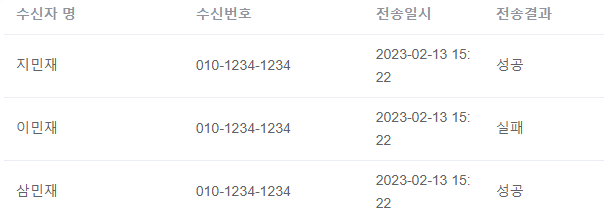 수신자 명 수신번호 전송일시 전송결과
지민재 010-1234-1234 2023-02-13 15:22 성공
이민재 010-1234-1234 2023-02-13 15:22 실패
삼민재 010-1234-1234 2023-02-13 15:22 성공